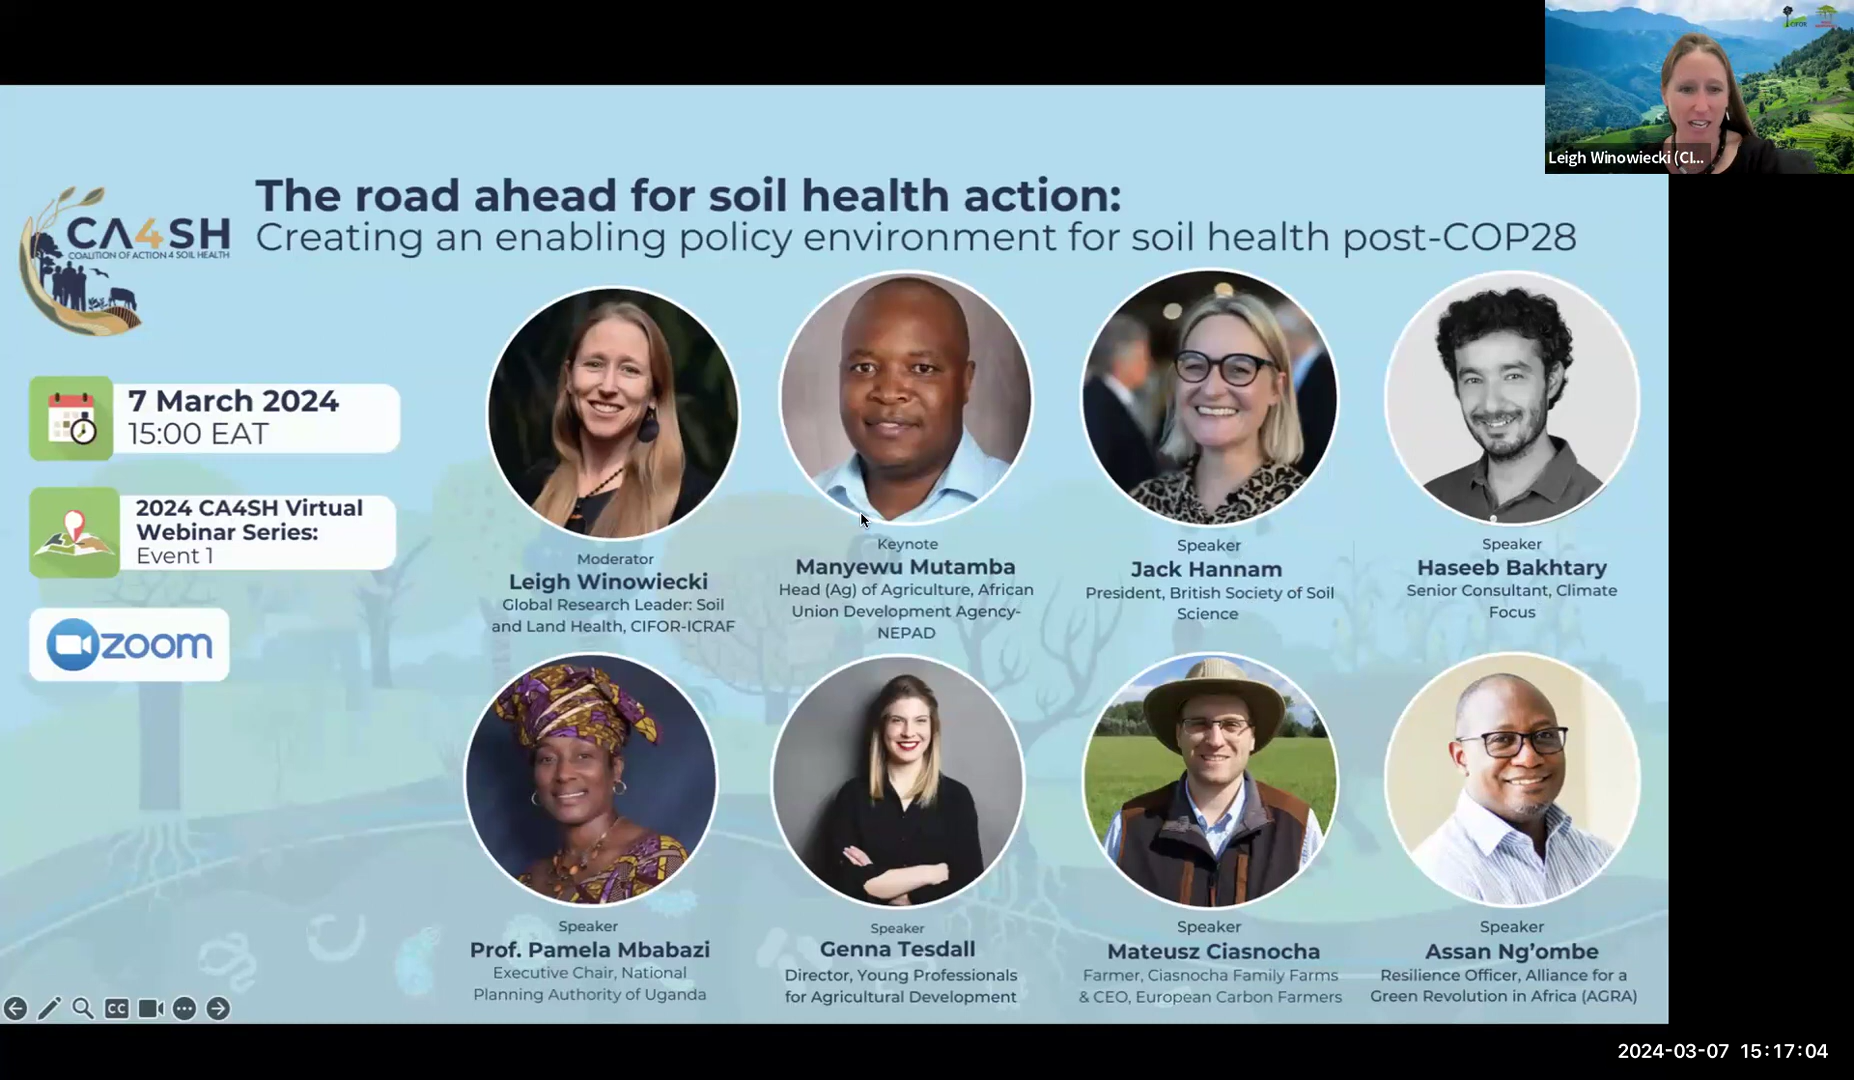 CIFOR
Leigh Winowiecki (CI...
The road ahead for soil health action:
Creating an enabling policy environment for soil health post-COP28
CA4SH
COALITION OF ACTION 4 SOIL HEALTH
7 March 2024
15:00 EAT
2024 CA4SH Virtual
Webinar Series:
Event 1
zoom
Moderator
Leigh Winowiecki
Global Research Leader: Soil
and Land Health, CIFOR-ICRAF
Keynote
Manyewu Mutamba
Head (Ag) of Agriculture, African
Union Development Agency-
NEPAD
Speaker
Jack Hannam
President, British Society of Soil
Science
Speaker
Haseeb Bakhtary
Senior Consultant, Climate
Focus
Speaker
Prof. Pamela Mbabazi
Executive Chair, National
Planning Authority of Uganda
Speaker
Genna Tesdall
Director, Young Professionals
for Agricultural Development
Speaker
Mateusz Ciasnocha
Farmer, Ciasnocha Family Farms
& CEO, European Carbon Farmers
Speaker
Assan Ng’ombe
Resilience Officer, Alliance for a
Green Revolution in Africa (AGRA)
CC
2024-03-07 15:17:04